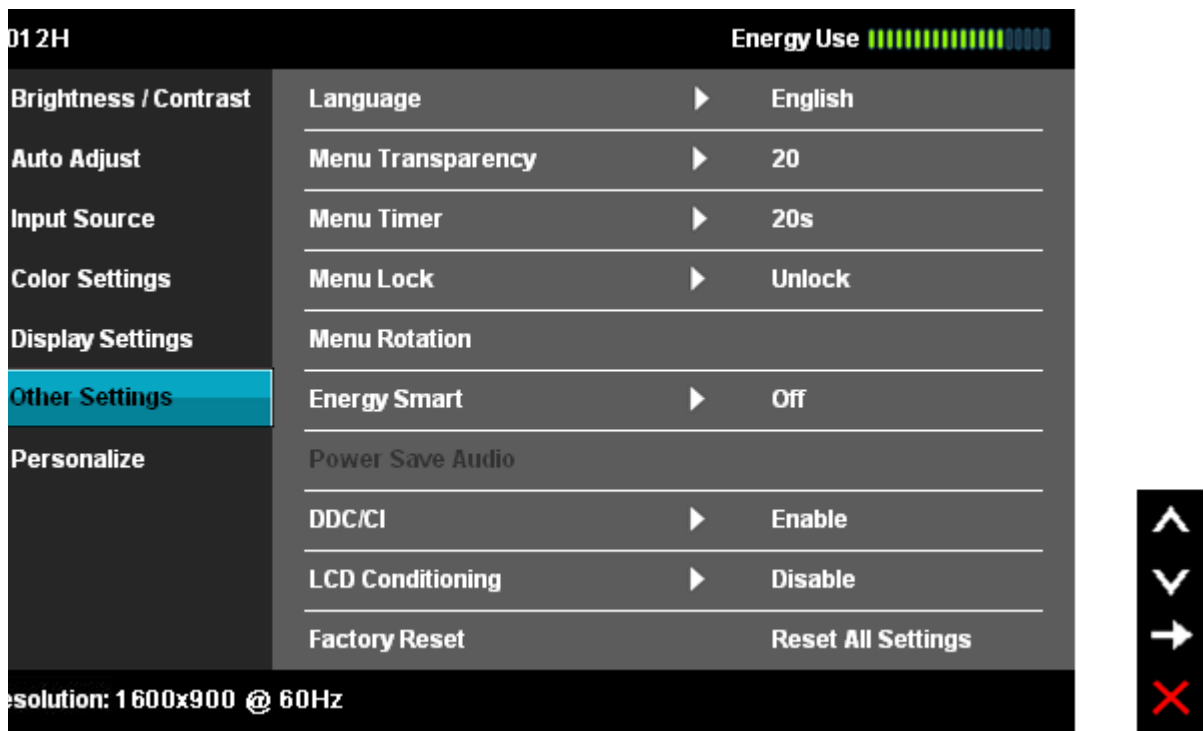 012H Energy Use
Brightness / Contrast Language English
Auto Adjust Menu Transparency 20
Input Source Menu Timer 20s
Color Settings Menu Lock Unlock
Display Settings Menu Rotation
Other Settings Energy Smart Off
Personalize Power Save Audio
DDC/CI Enable
LCD Conditioning Disable
Factory Reset Reset All Settings
esolution: 1600x900 @ 60Hz